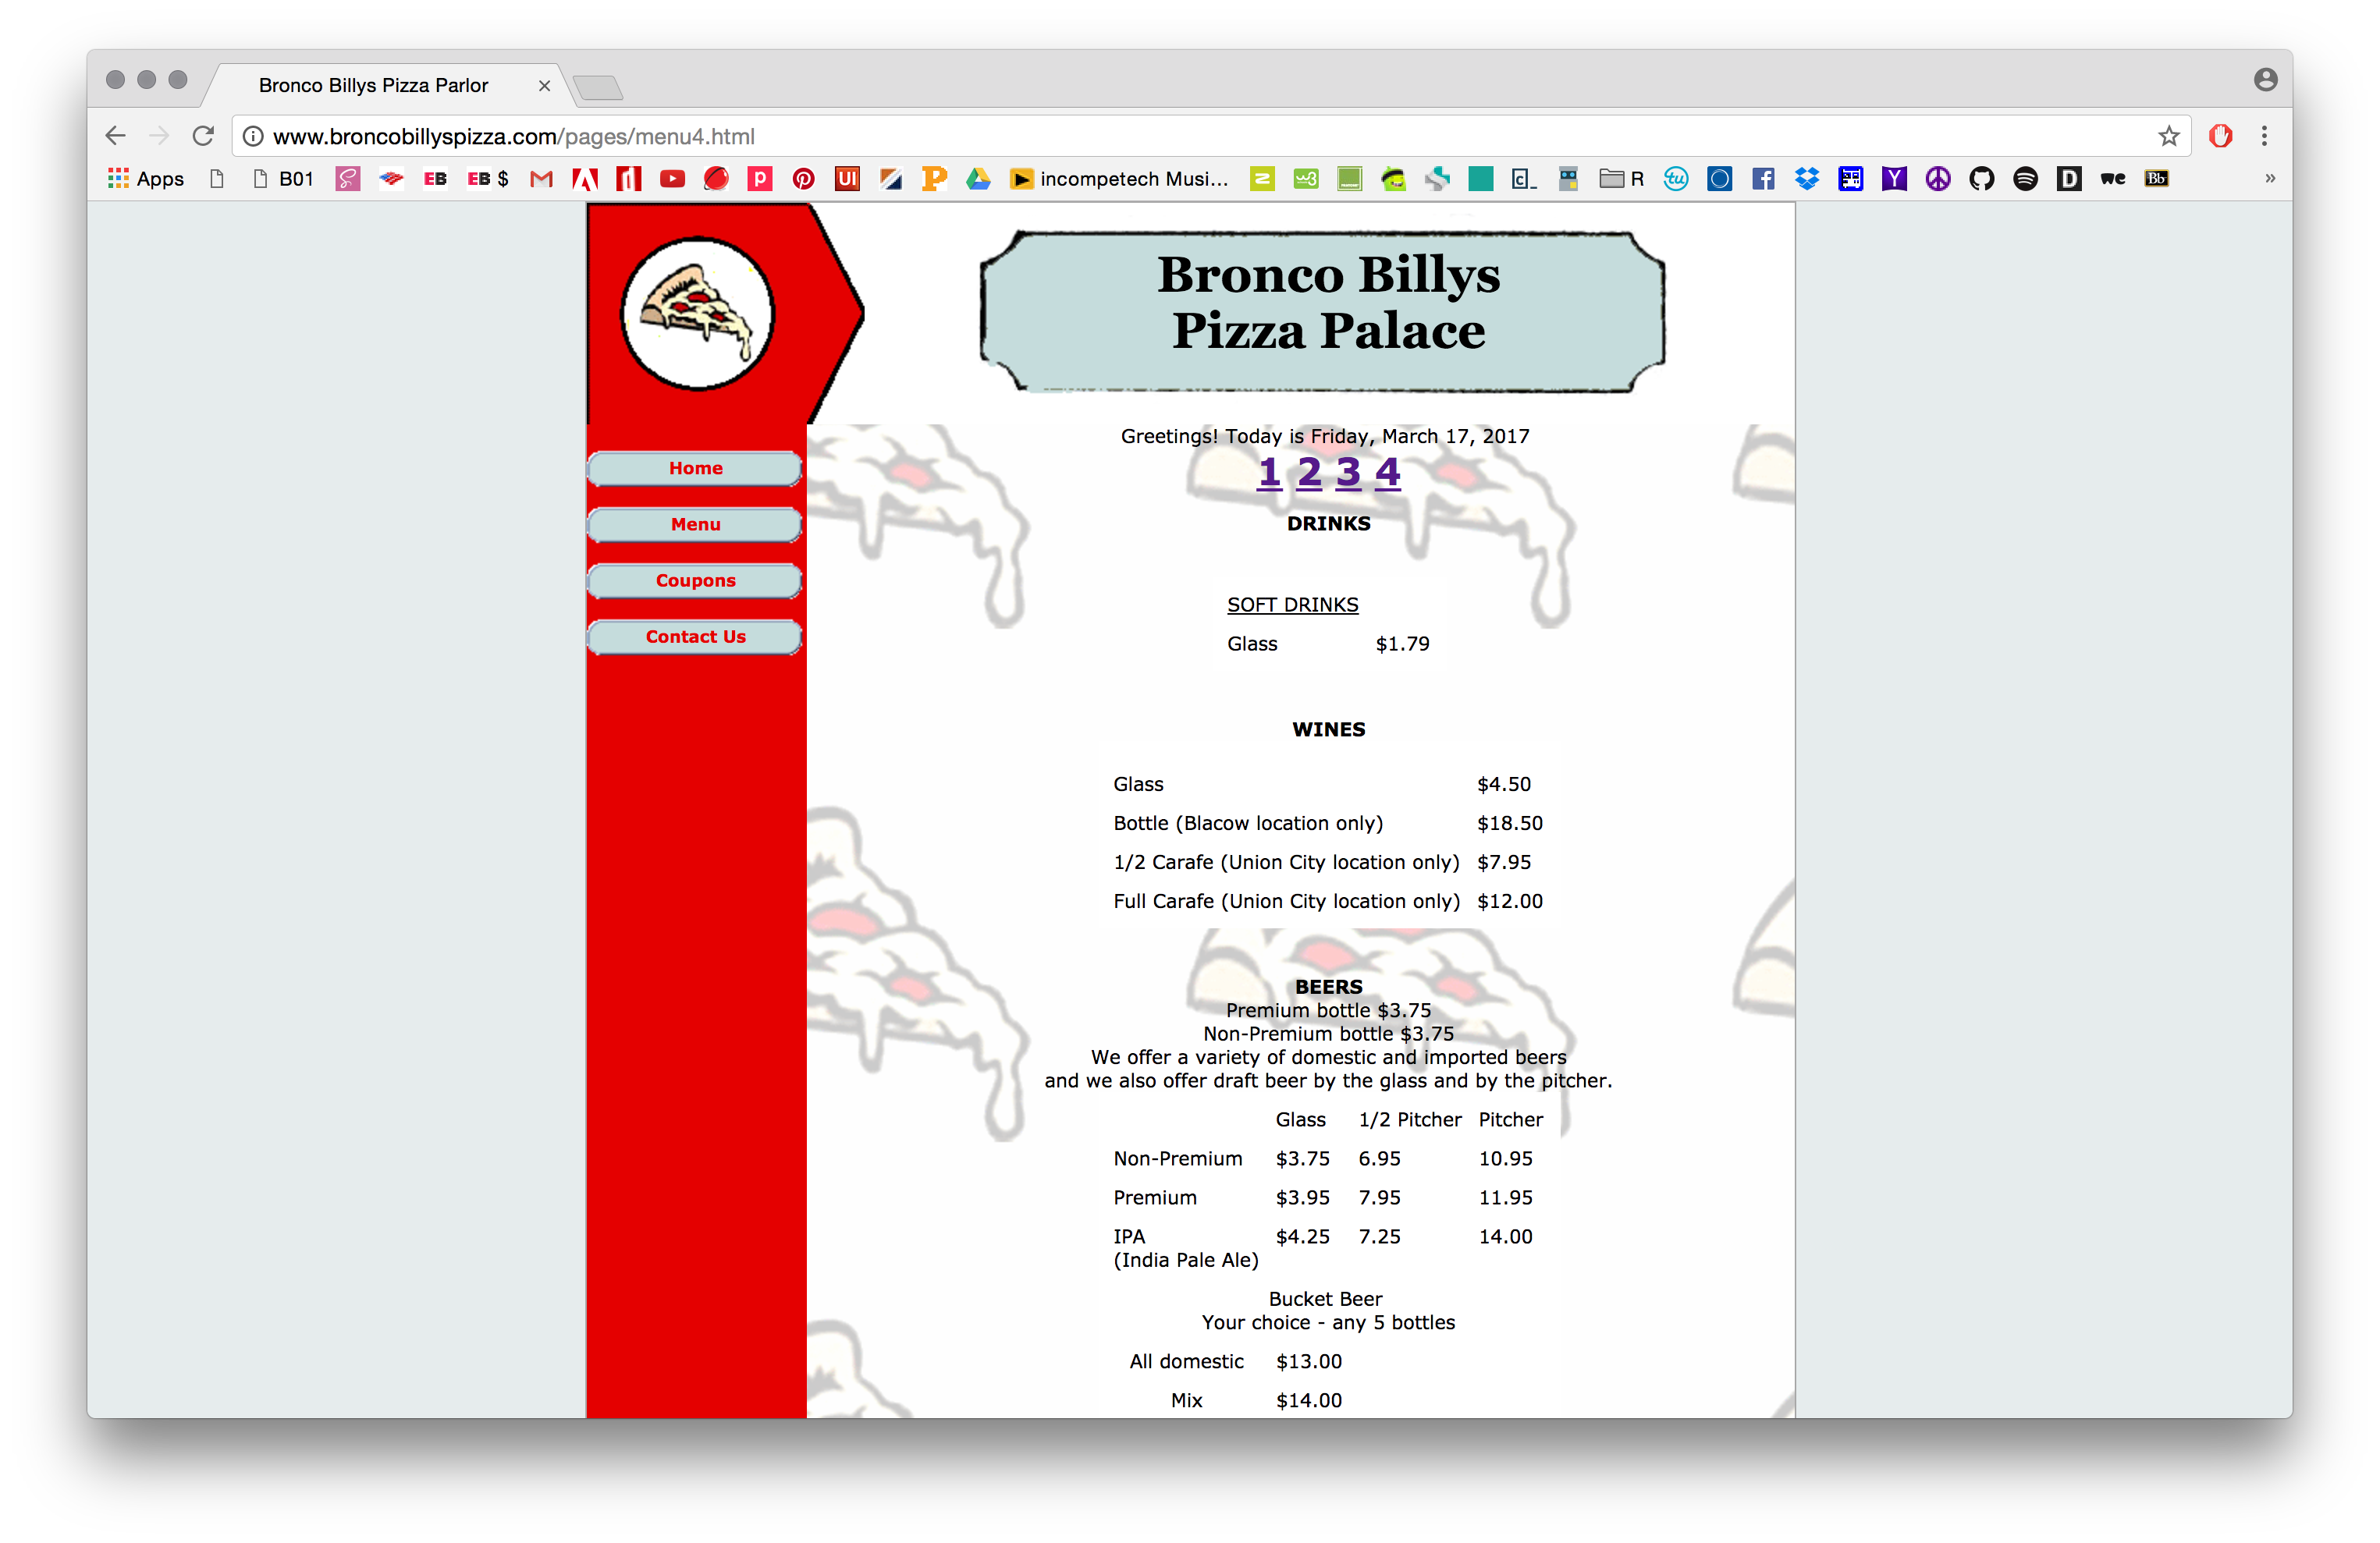 Bronco Billys Pizza Parlor
www.broncobillyspizza.com/pages/menu4.html
Apps B01 EB EB $ UI incompetech Musi... R Bb »
Bronco Billys
Pizza Palace
Greetings! Today is Friday, March 17, 2017
1 2 3 4
Home
Menu
Coupons
Contact Us
DRINKS
SOFT DRINKS
Glass $1.79
WINES
Glass $4.50
Bottle (Blacow location only) $18.50
1/2 Carafe (Union City location only) $7.95
Full Carafe (Union City location only) $12.00
BEERS
Premium bottle $3.75
Non-Premium bottle $3.75
We offer a variety of domestic and imported beers
and we also offer draft beer by the glass and by the pitcher.
Glass 1/2 Pitcher Pitcher
Non-Premium $3.75 6.95 10.95
Premium $3.95 7.95 11.95
IPA $4.25 7.25 14.00
(India Pale Ale)
Bucket Beer
Your choice - any 5 bottles
All domestic $13.00
Mix $14.00